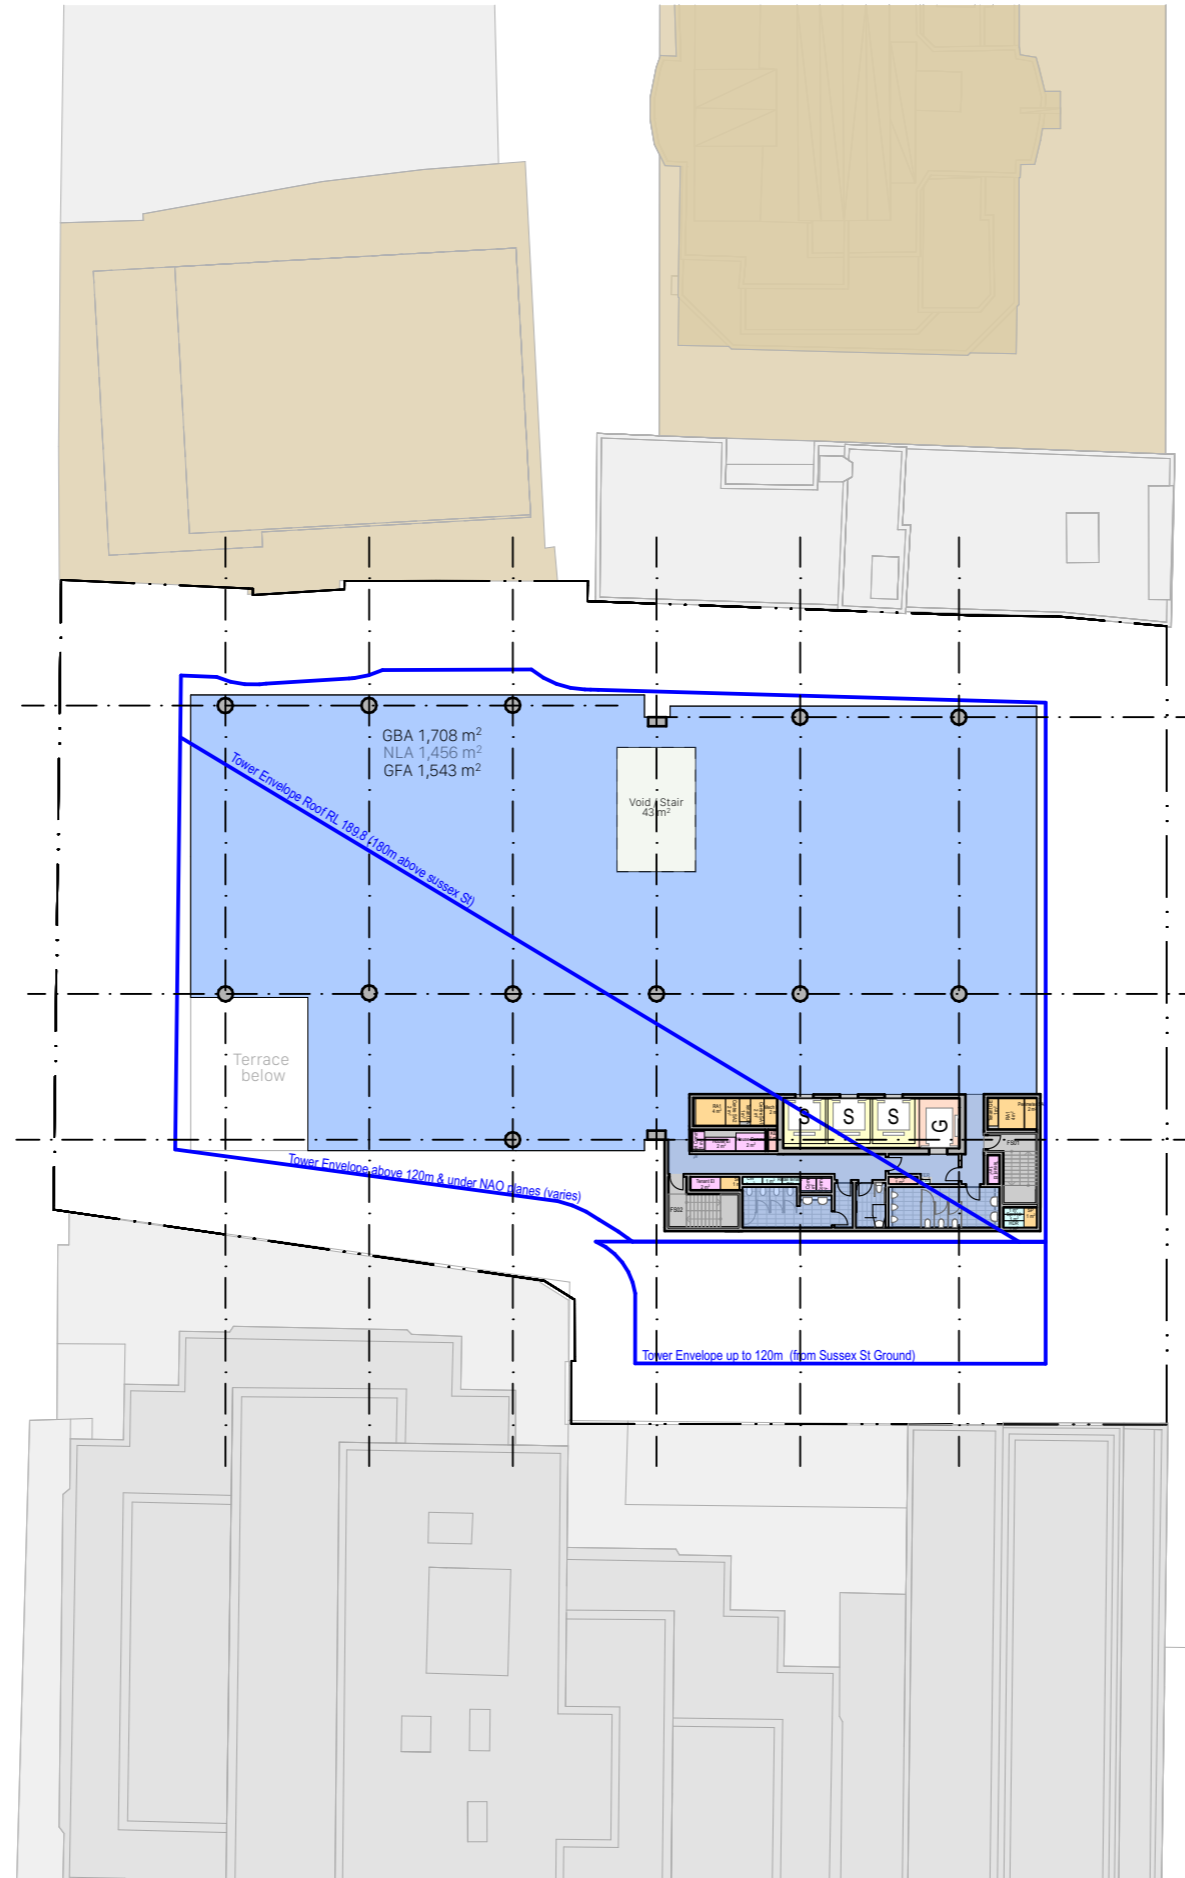 GBA 1,708 m²
NLA 1,456 m²
GFA 1,543 m²
Tower Envelope Roof RL 189.8 (180m above sussex St)
Void / Stair
43 m²
Terrace
below
S
S
S
G
FS01
FS02
Tower Envelope above 120m & under NAO planes (varies)
Tower Envelope up to 120m (from Sussex St Ground)